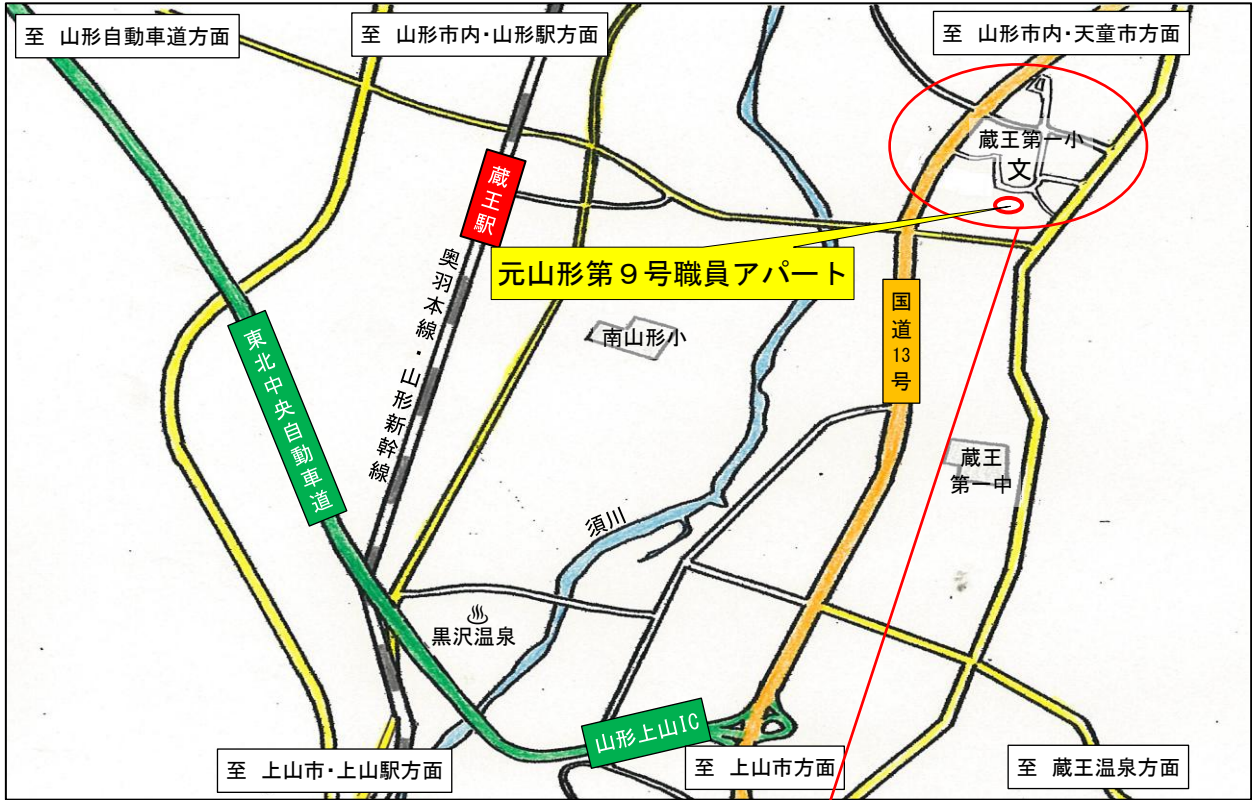 至 山形自動車道方面
至 山形市内・山形駅方面
至 山形市内・天童市方面
蔵王第一小
文
蔵王駅
元山形第９号職員アパート
奥羽本線・山形新幹線
国道13号
南山形小
東北中央自動車道
蔵王
第一中
須川
黒沢温泉
山形上山IC
至 上山市・上山駅方面
至 上山市方面
至 蔵王温泉方面